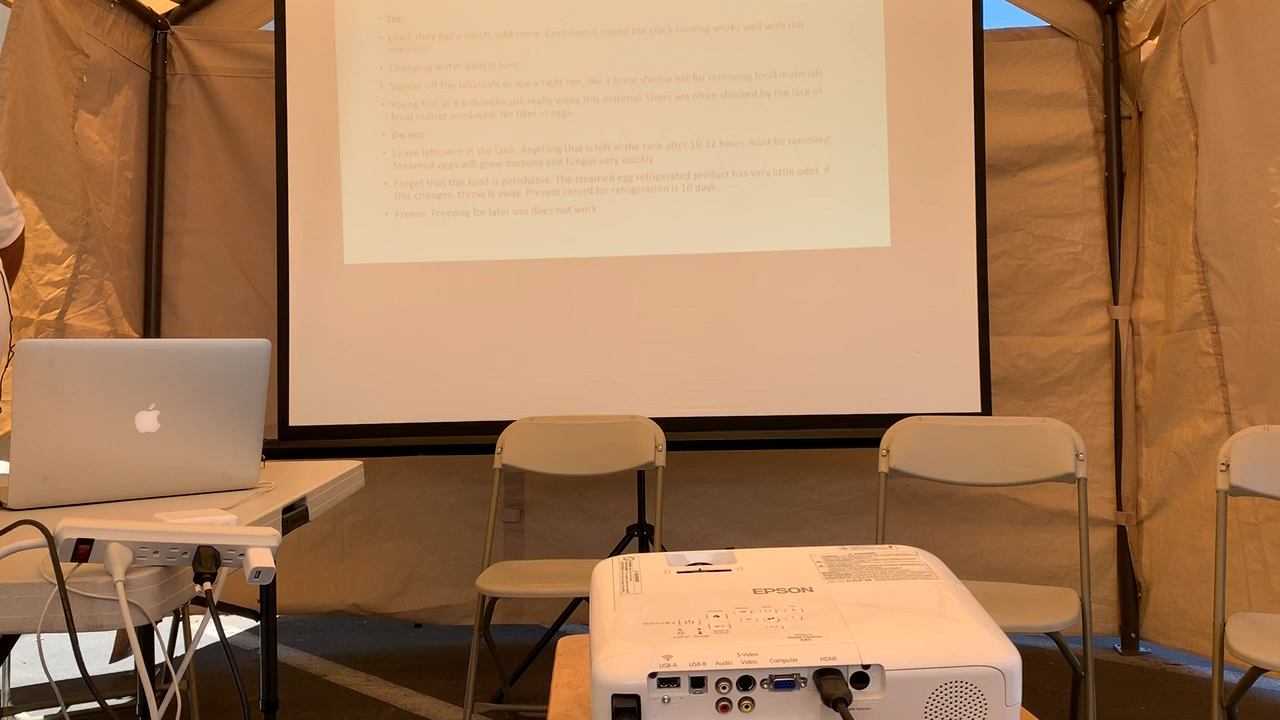 • Do:
• Once they eat a batch, add more. Continuous round the clock feeding works well with this
material.
• Changing water daily is best.
• Siphon off the residuals or use a right net, like a brine shrimp net for removing fecal materials
• Young fish at 4-6 months still really enjoy this material. Users are often shocked by the lack of
fecal matter produced. No filler in eggs.
• Do not:
• Leave leftovers in the tank. Anything that is left in the tank after 10-12 hours must be removed
Steamed eggs will grow bacteria and fungus very quickly.
• Forget that this food is perishable. The steamed egg refrigerated product has very little odor, if
this changes, throw it away. Present record for refrigeration is 10 days.
• Freeze. Freezing for later use does not work.
EPSON
USB-A USB-B Audio S-Video Video Computer HDMI